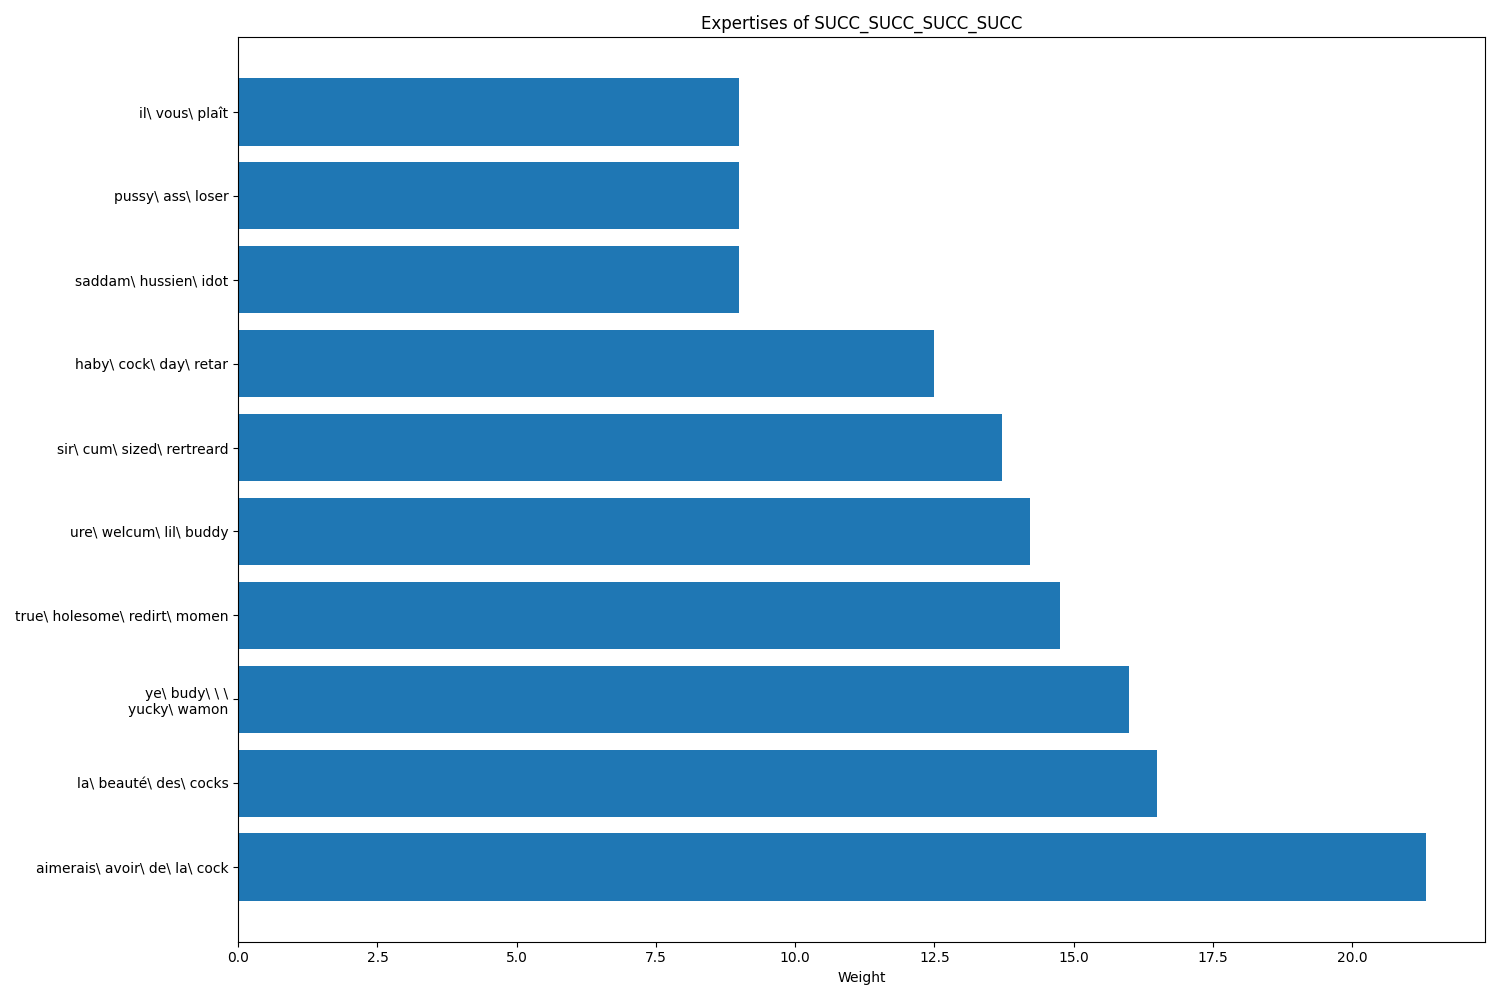 Expertises of SUCC_SUCC_SUCC_SUCC
il\ vous\ plaît
pussy\ ass\ loser
saddam\ hussien\ idot
haby\ cock\ day\ retar
sir\ cum\ sized\ rertreard
ure\ welcum\ lil\ buddy
true\ holesome\ redirt\ momen
ye\ budy\ \ \
yucky\ wamon
la\ beauté\ des\ cocks
aimerais\ avoir\ de\ la\ cock
0.0 2.5 5.0 7.5 10.0 12.5 15.0 17.5 20.0
Weight